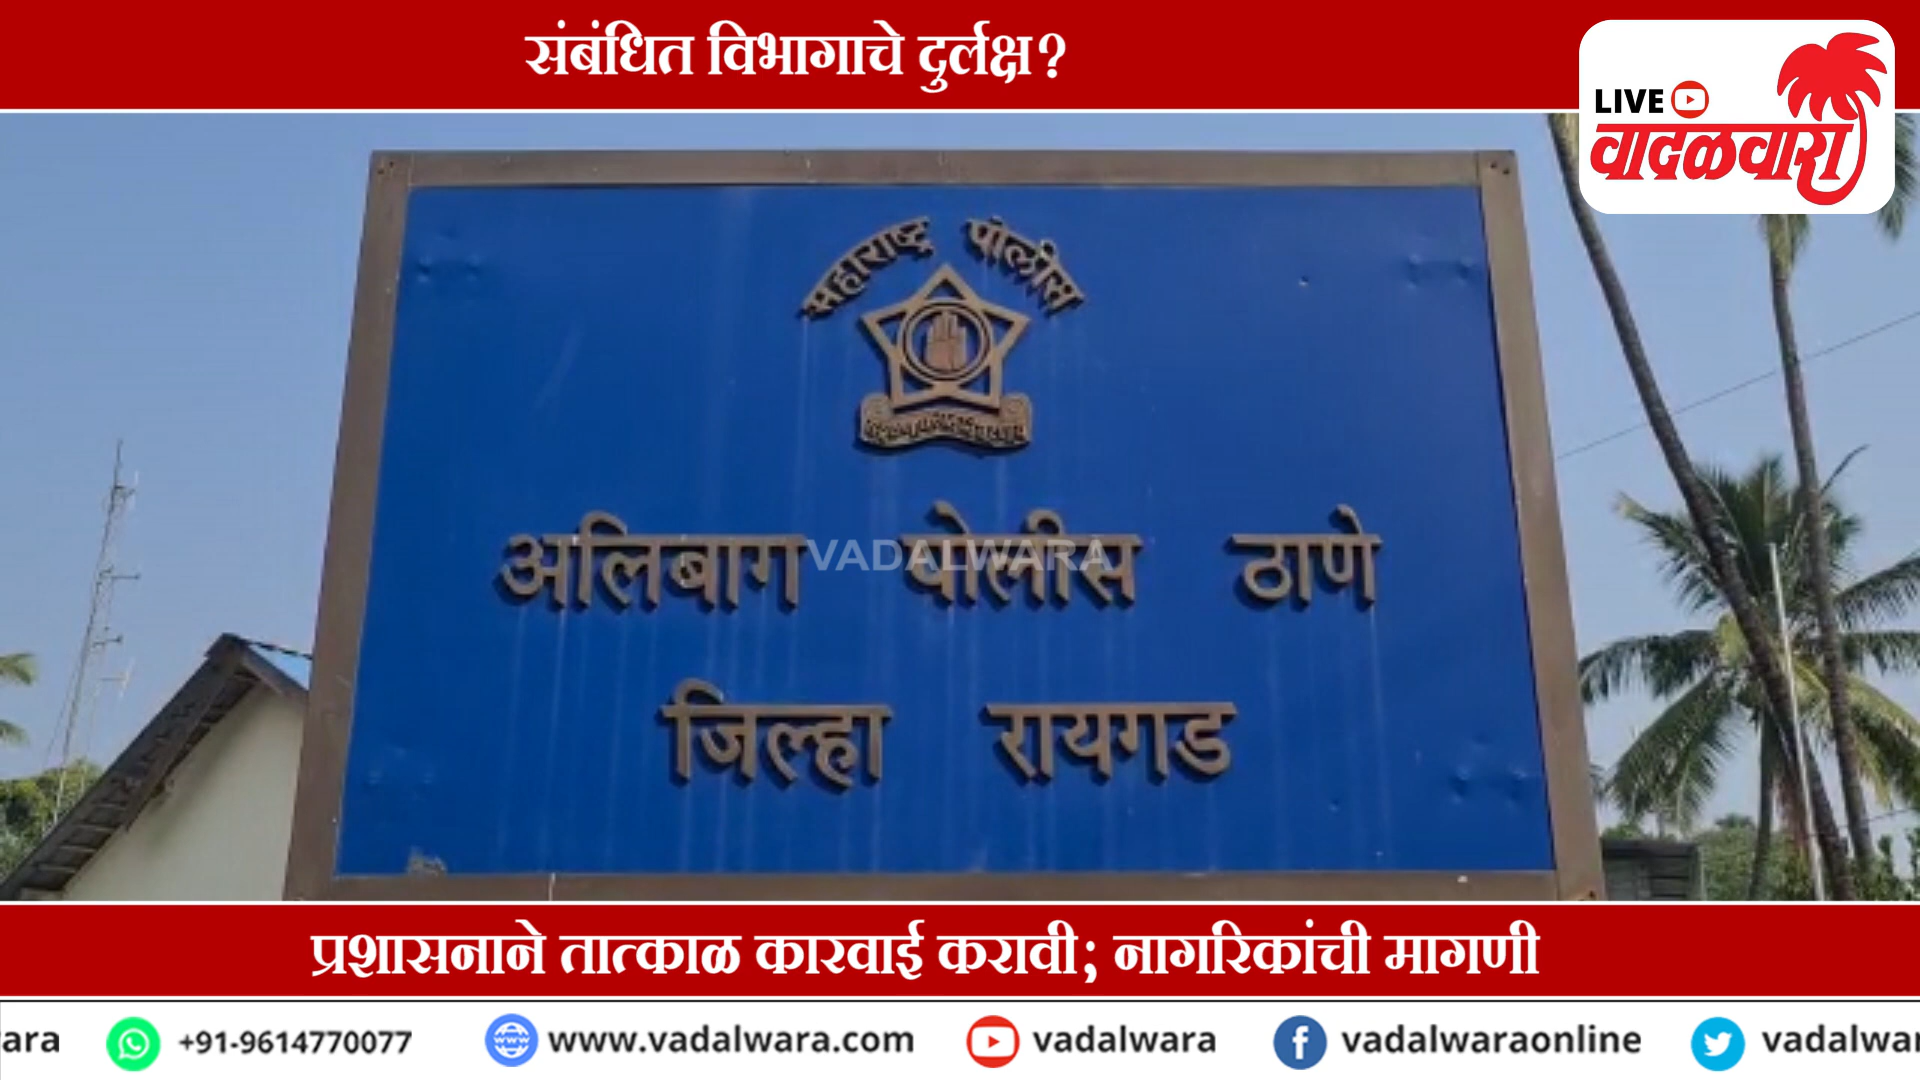 संबंधित विभागाचे दुर्लक्ष?
LIVE
वादळवारा
महाराष्ट्र पोलीस
अलिबाग पोलीस ठाणे
VADALWARA
जिल्हा रायगड
प्रशासनाने तात्काळ कारवाई करावी; नागरिकांची मागणी
ara +91-9614770077 www.vadalwara.com vadalwara vadalwaraonline vadalwar